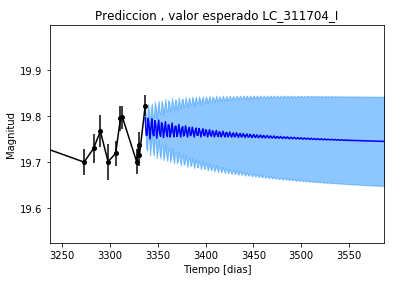 Prediccion , valor esperado LC_311704_I
Magnitud
19.9
19.8
19.7
19.6
3250 3300 3350 3400 3450 3500 3550
Tiempo [dias]